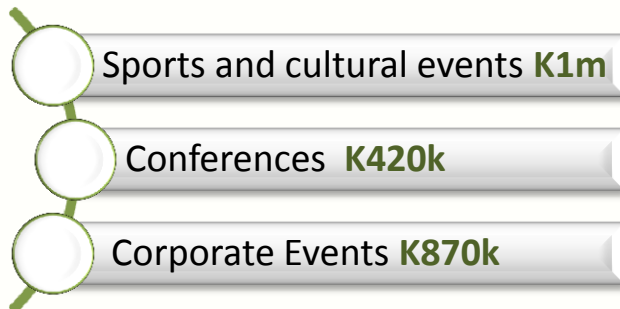 Sports and cultural events K1m
Conferences K420k
Corporate Events K870k